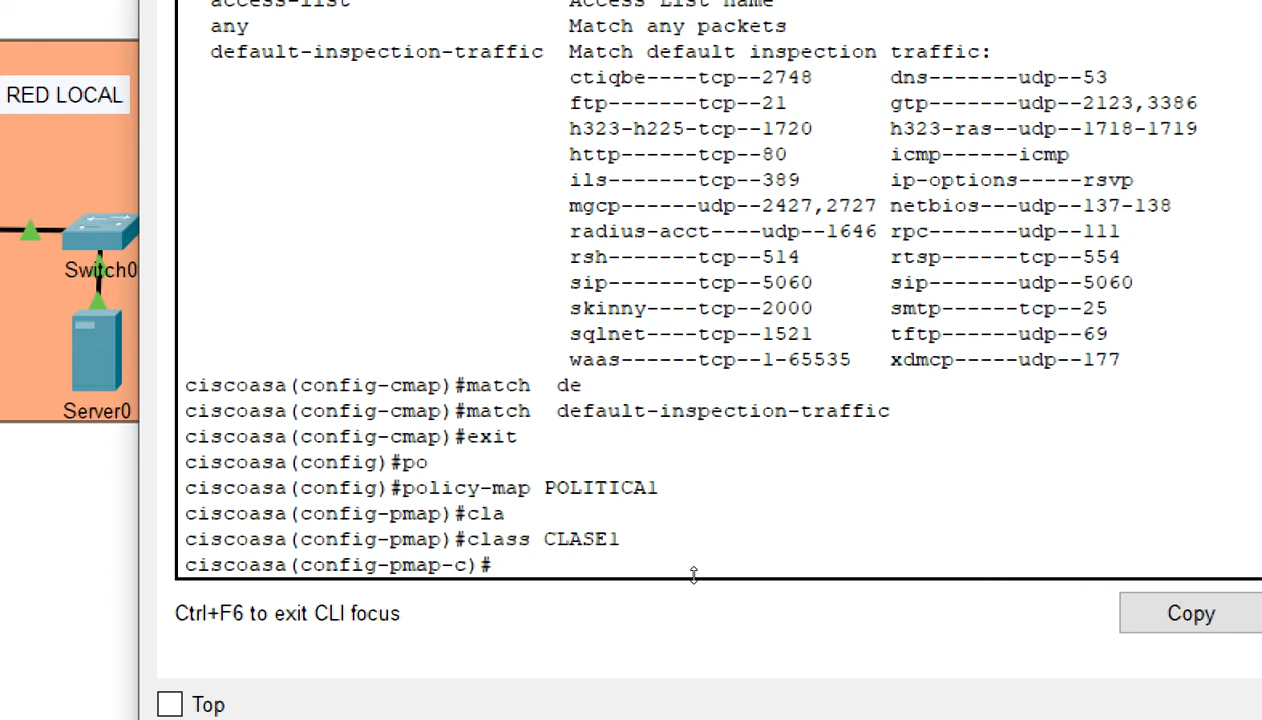 access-list Access List name
any Match any packets
default-inspection-traffic Match default inspection traffic:
ctiqbe----tcp--2748 dns-------udp--53
ftp-------tcp--21 gtp-------udp--2123,3386
h323-h225-tcp--1720 h323-ras--udp--1718-1719
http------tcp--80 icmp------icmp
ils-------tcp--389 ip-options-----rsvp
mgcp------udp--2427,2727 netbios---udp--137-138
radius-acct----udp--1646 rpc-------udp--111
rsh-------tcp--514 rtsp------tcp--554
sip-------tcp--5060 sip-------udp--5060
skinny----tcp--2000 smtp------tcp--25
sqlnet----tcp--1521 tftp------udp--69
waas------tcp--1-65535 xdmcp-----udp--177
ciscoasa(config-cmap)#match de
ciscoasa(config-cmap)#match default-inspection-traffic
ciscoasa(config-cmap)#exit
ciscoasa(config)#po
ciscoasa(config)#policy-map POLITICA1
ciscoasa(config-pmap)#cla
ciscoasa(config-pmap)#class CLASE1
ciscoasa(config-pmap-c)#
Ctrl+F6 to exit CLI focus
Copy
Top
RED LOCAL
Switch0
Server0